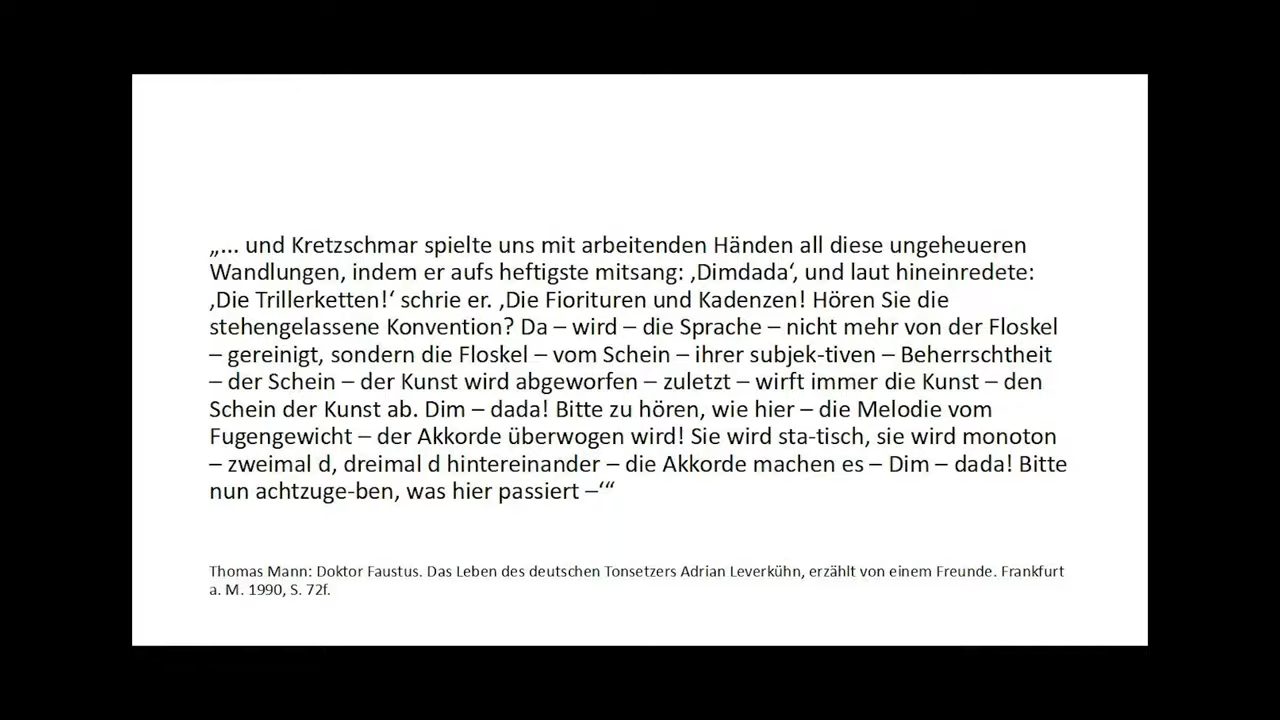 „... und Kretzschmar spielte uns mit arbeitenden Händen all diese ungeheueren
Wandlungen, indem er aufs heftigste mitsang: ‚Dimdada‘, und laut hineinredete:
‚Die Trillerketten!‘ schrie er. ‚Die Fiorituren und Kadenzen! Hören Sie die
stehengelassene Konvention? Da – wird – die Sprache – nicht mehr von der Floskel
– gereinigt, sondern die Floskel – vom Schein – ihrer subjek-tiven – Beherrschtheit
– der Schein – der Kunst wird abgeworfen – zuletzt – wirft immer die Kunst – den
Schein der Kunst ab. Dim – dada! Bitte zu hören, wie hier – die Melodie vom
Fugengewicht – der Akkorde überwogen wird! Sie wird sta-tisch, sie wird monoton
– zweimal d, dreimal d hintereinander – die Akkorde machen es – Dim – dada! Bitte
nun achtzuge-ben, was hier passiert –‘“
Thomas Mann: Doktor Faustus. Das Leben des deutschen Tonsetzers Adrian Leverkühn, erzählt von einem Freunde. Frankfurt
a. M. 1990, S. 72f.